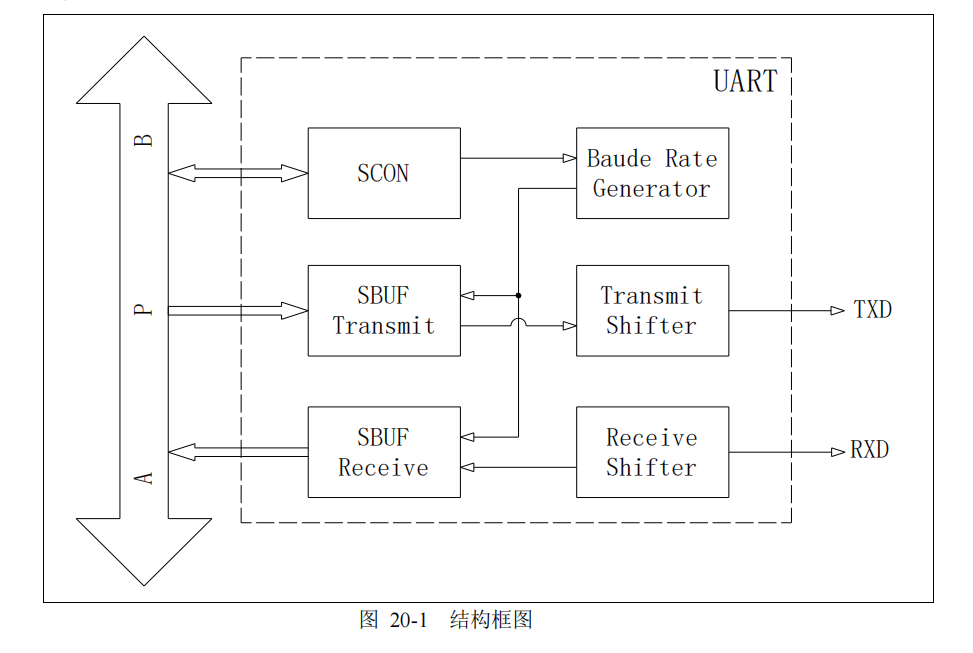 UART
B
P
A
SCON
Baude Rate
Generator
SBUF
Transmit
Transmit
Shifter
TXD
SBUF
Receive
Receive
Shifter
RXD
图 20-1 结构框图